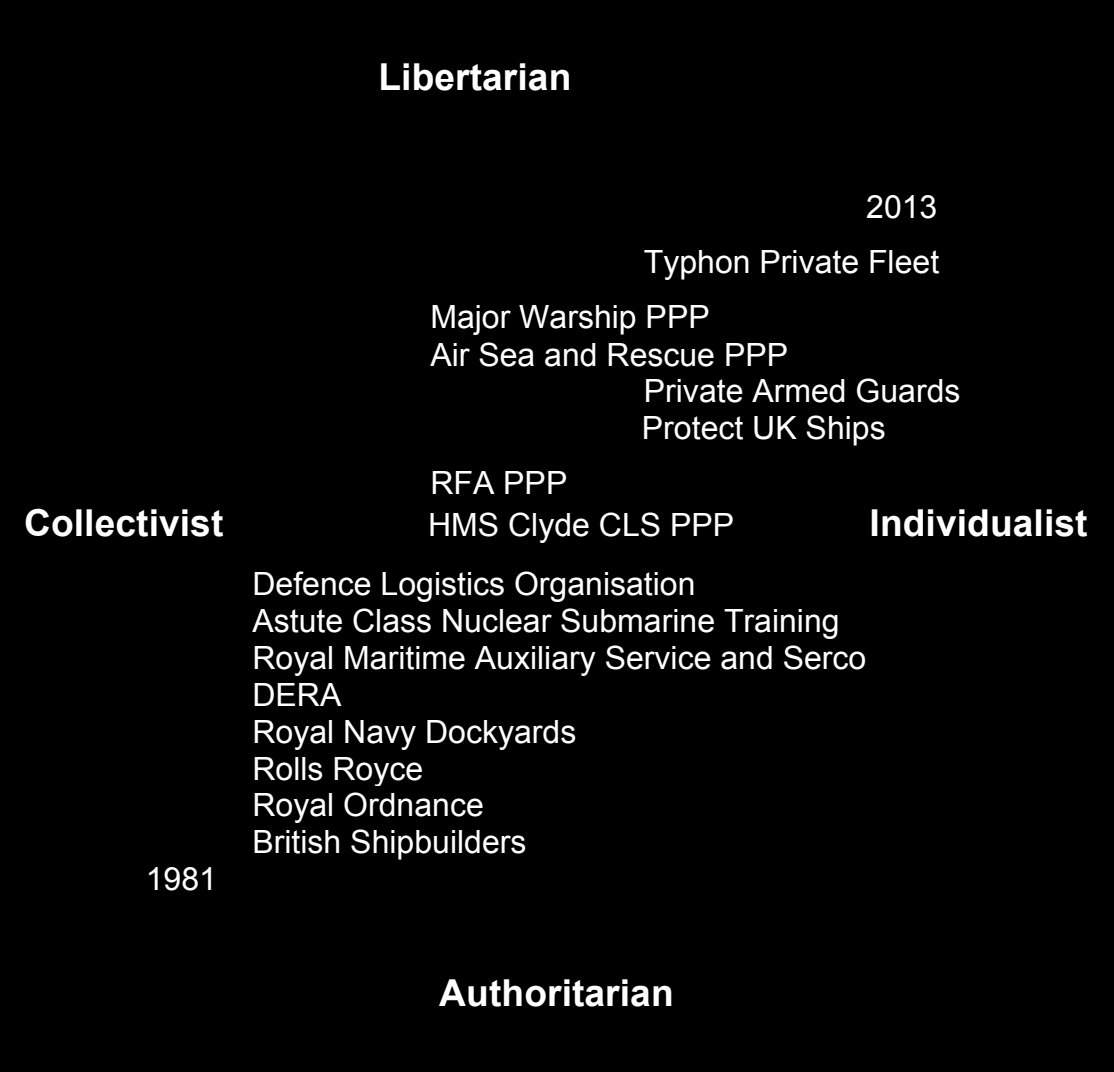 Libertarian
2013
Typhon Private Fleet
Major Warship PPP
Air Sea and Rescue PPP
Private Armed Guards
Protect UK Ships
RFA PPP
Collectivist HMS Clyde CLS PPP Individualist
Defence Logistics Organisation
Astute Class Nuclear Submarine Training
Royal Maritime Auxiliary Service and Serco
DERA
Royal Navy Dockyards
Rolls Royce
Royal Ordnance
British Shipbuilders
1981
Authoritarian